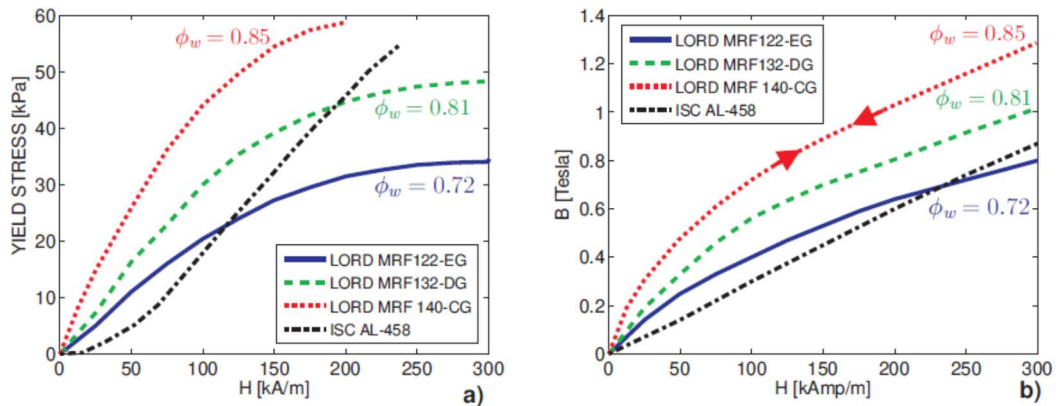 YIELD STRESS [kPa]
60
50
40
30
20
10
0
ϕw = 0.85
ϕw = 0.81
ϕw = 0.72
LORD MRF122-EG
LORD MRF132-DG
LORD MRF 140-CG
ISC AL-458
0 50 100 150 200 250 300
H [kA/m]
a)
B [Tesla]
1.4
1.2
1
0.8
0.6
0.4
0.2
0
LORD MRF122-EG
LORD MRF132-DG
LORD MRF 140-CG
ISC AL-458
ϕw = 0.85
ϕw = 0.81
ϕw = 0.72
0 50 100 150 200 250 300
H [kAmp/m]
b)